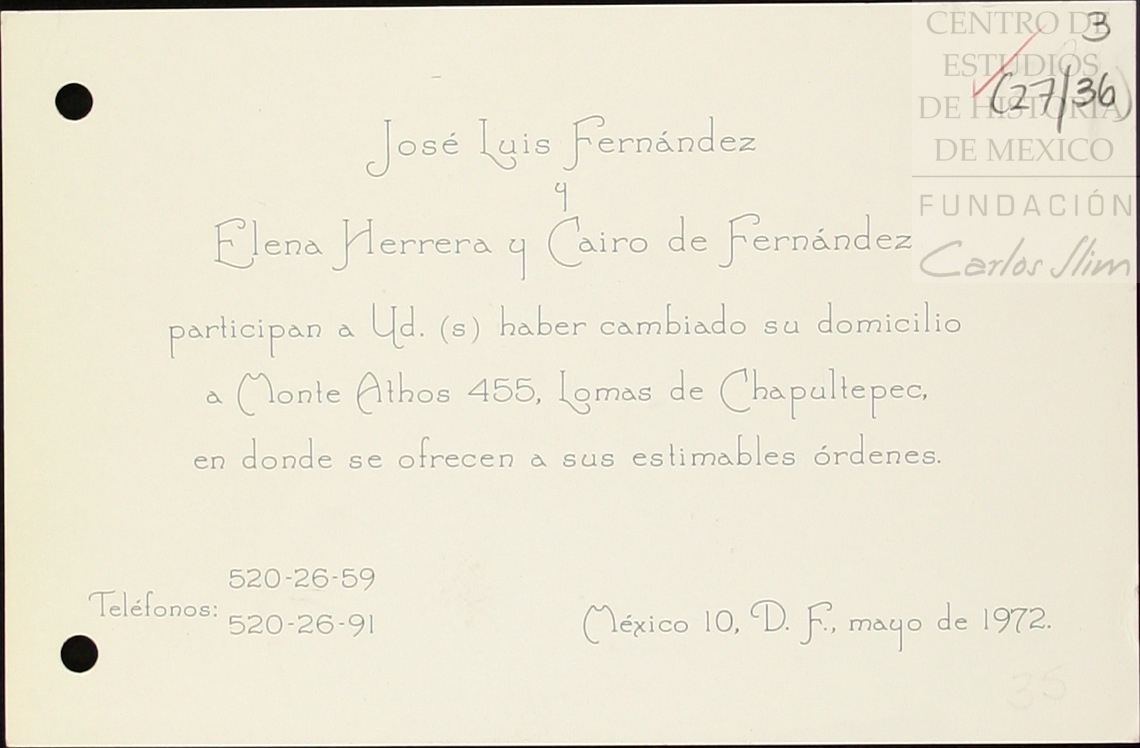 CENTRO DE
ESTUDIOS
DE HISTORIA
DE MEXICO
FUNDACIÓN
Carlos Slim
3
(27/36)
José Luis Fernández
y
Elena Herrera y Cairo de Fernández
participan a Ud. (s) haber cambiado su domicilio
a Monte Athos 455, Lomas de Chapultepec,
en donde se ofrecen a sus estimables órdenes.
Teléfonos: 520-26-59
520-26-91
México 10, D. F., mayo de 1972.
35